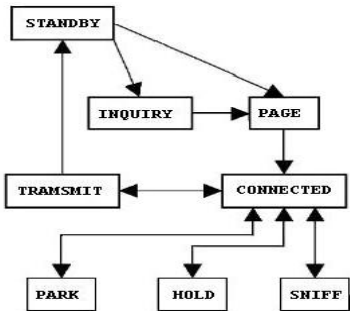 STANDBY
INQUIRY
PAGE
TRAMSMIT
CONNECTED
PARK
HOLD
SNIFF